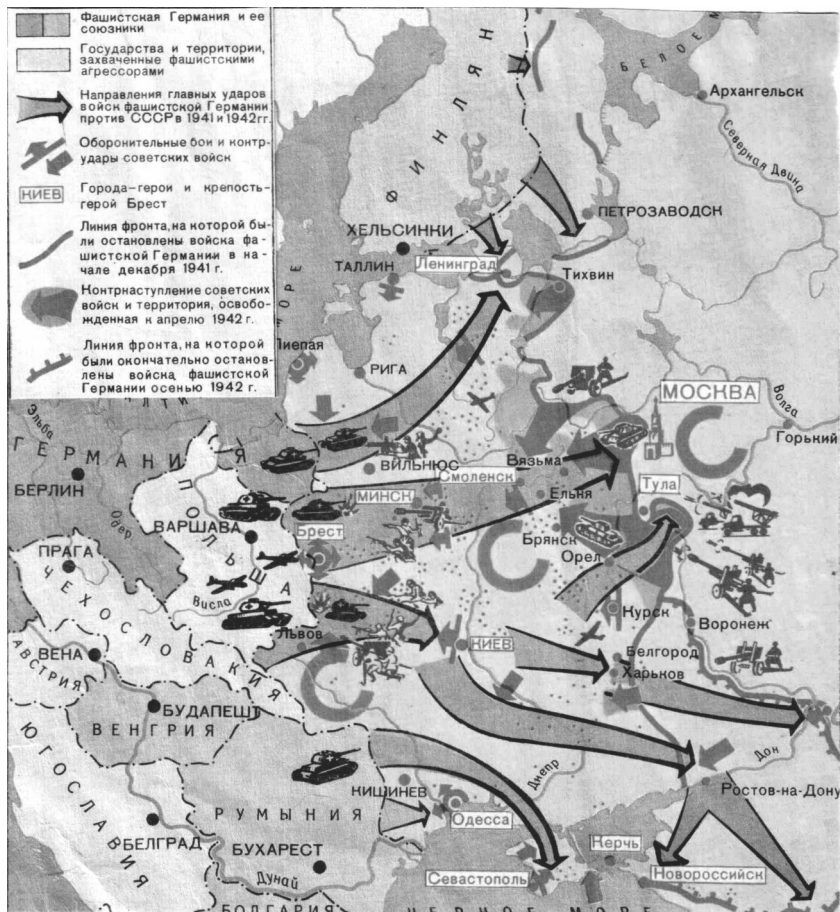 Фашистская Германия и ее
союзники
Государства и территории,
захваченные фашистскими
агрессорами
Направления главных ударов
войск фашистской Германии
против СССР в 1941 и 1942гг.
Оборонительные бои и контр-
удары советских войск
КИЕВ
Города-герои и крепость-
герой Брест
Линия фронта, на которой бы-
ли остановлены войска фа-
шистской Германии в на-
чале декабря 1941 г.
Контрнаступление советских
войск и территория, освобо-
жденная к апрелю 1942 г.
Линия фронта, на которой
были окончательно останов-
лены войска фашистской
Германии осенью 1942 г.
БЕЛОЕ М
Архангельск
Северная Двина
ФИНЛЯН
ПЕТРОЗАВОДСК
ХЕЛЬСИНКИ
ТАЛЛИН
Ленинград
Тихвин
МОРЕ
Лиепая
РИГА
МОСКВА
Волга
Горький
Эльба
ГЕРМАНИЯ
БЕРЛИН
Одер
ВИЛЬНЮС
Вязьма
Смоленск
МИНСК
Ельня
Тула
ПОЛЬША
ВАРШАВА
Брест
Брянск
Орел
ПРАГА
ЧЕХОСЛОВАКИЯ
Висла
Курск
Воронеж
Львов
КИЕВ
Белгород
Харьков
ВЕНА
АВСТРИЯ
БУДАПЕШТ
ВЕНГРИЯ
ЮГОСЛАВИЯ
Днепр
Дон
КИШИНЕВ
Ростов-на-Дону
РУМЫНИЯ
Одесса
БЕЛГРАД
БУХАРЕСТ
Керчь
Дунай
Севастополь
Новороссийск
БОЛГАРИЯ
ЧЕРНОЕ МОРЕ